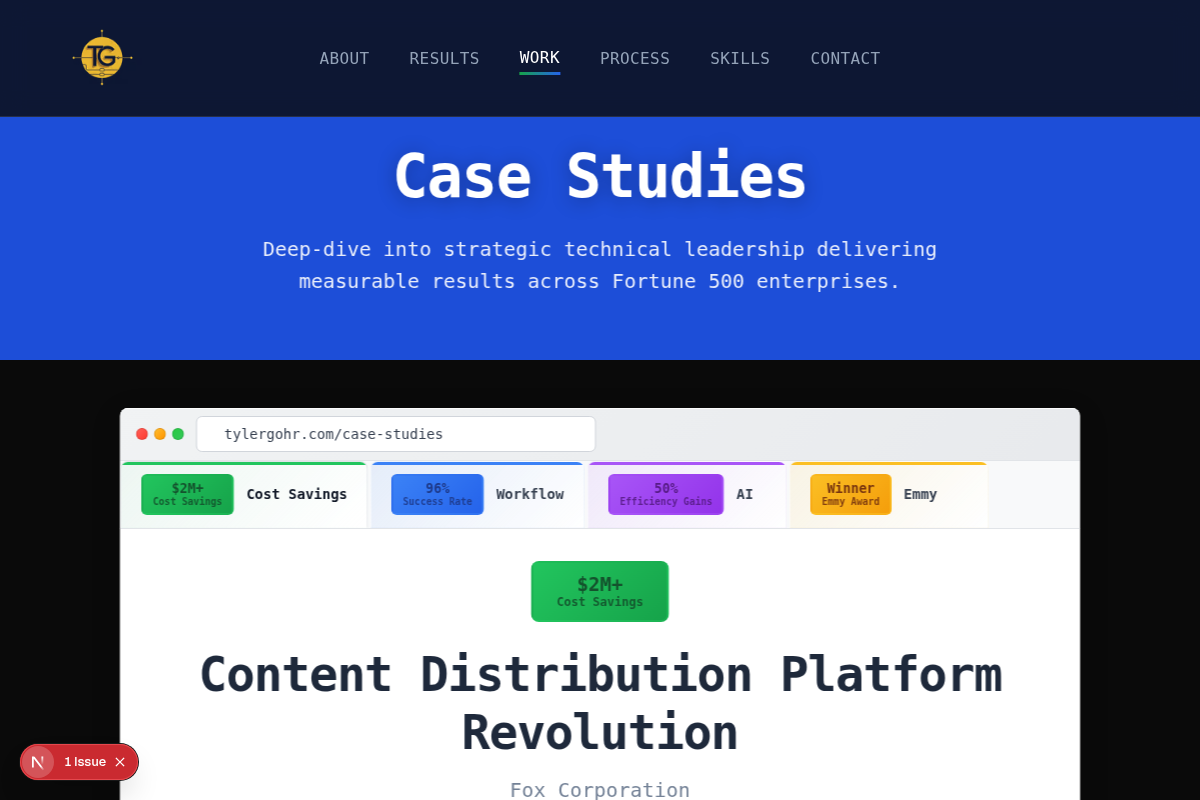 TG
ABOUT RESULTS WORK PROCESS SKILLS CONTACT
Case Studies
Deep-dive into strategic technical leadership delivering
measurable results across Fortune 500 enterprises.
tylergohr.com/case-studies
$2M+
Cost Savings
Cost Savings
96%
Success Rate
Workflow
50%
Efficiency Gains
AI
Winner
Emmy Award
Emmy
$2M+
Cost Savings
Content Distribution Platform
Revolution
Fox Corporation
N 1 Issue